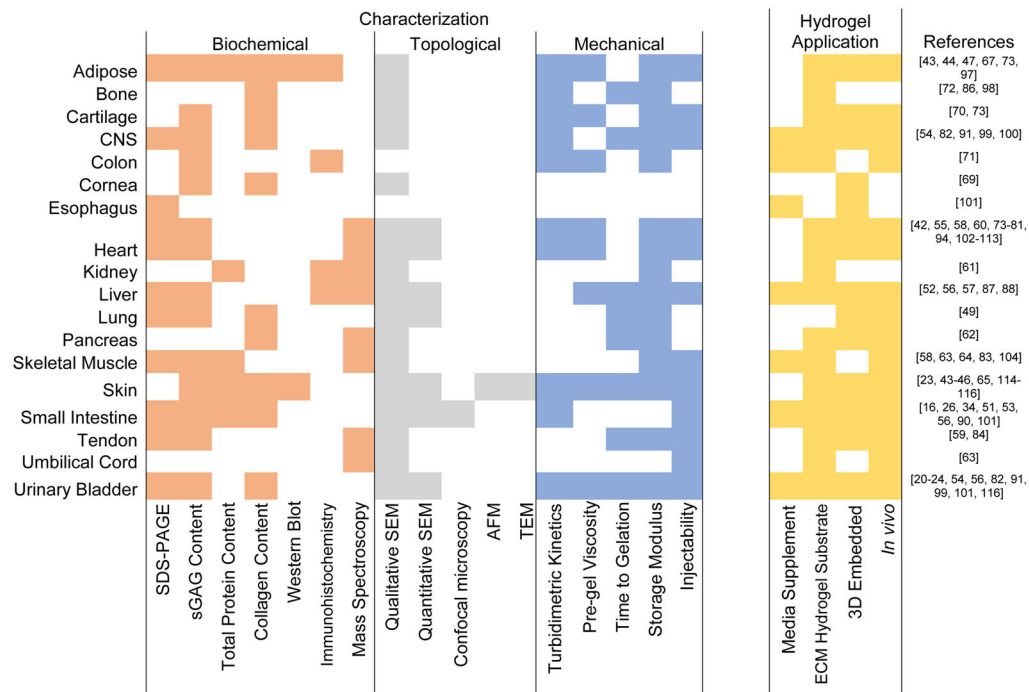 Characterization
Hydrogel
Application
Biochemical
Topological
Mechanical
References
Adipose
[43, 44, 47, 67, 73,
97]
Bone
[72, 86, 98]
Cartilage
[70, 73]
CNS
[54, 82, 91, 99, 100]
Colon
[71]
Cornea
[69]
Esophagus
[101]
Heart
[42, 55, 58, 60, 73-81,
94, 102-113]
Kidney
[61]
Liver
[52, 56, 57, 87, 88]
Lung
[49]
Pancreas
[62]
Skeletal Muscle
[58, 63, 64, 83, 104]
Skin
[23, 43-46, 65, 114-
116]
Small Intestine
[16, 26, 34, 51, 53,
56, 90, 101]
Tendon
[59, 84]
Umbilical Cord
[63]
Urinary Bladder
[20-24, 54, 56, 82, 91,
99, 101, 116]
SDS-PAGE
sGAG Content
Total Protein Content
Collagen Content
Western Blot
Immunohistochemistry
Mass Spectroscopy
Qualitative SEM
Quantitative SEM
Confocal microscopy
AFM
TEM
Turbidimetric Kinetics
Pre-gel Viscosity
Time to Gelation
Storage Modulus
Injectability
Media Supplement
ECM Hydrogel Substrate
3D Embedded
In vivo